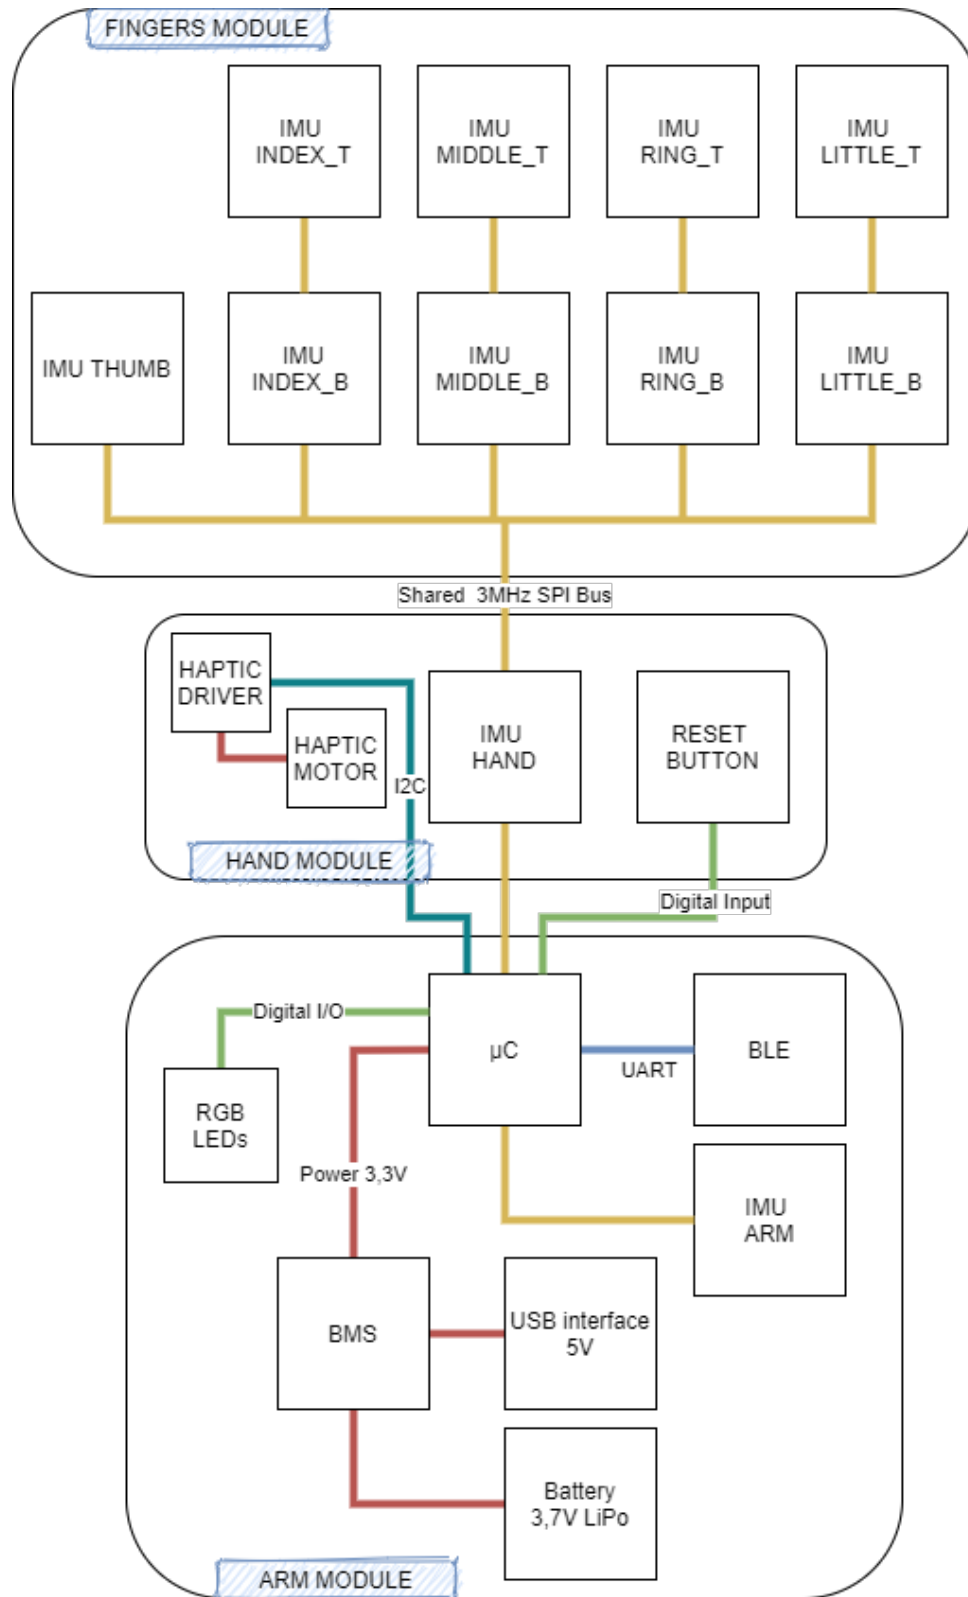 FINGERS MODULE
IMU
INDEX_T
IMU
MIDDLE_T
IMU
RING_T
IMU
LITTLE_T
IMU THUMB
IMU
INDEX_B
IMU
MIDDLE_B
IMU
RING_B
IMU
LITTLE_B
Shared 3MHz SPI Bus
HAPTIC
DRIVER
HAPTIC
MOTOR
I2C
IMU
HAND
RESET
BUTTON
HAND MODULE
Digital Input
Digital I/O
µC
UART
BLE
RGB
LEDs
Power 3,3V
IMU
ARM
BMS
USB interface
5V
Battery
3,7V LiPo
ARM MODULE